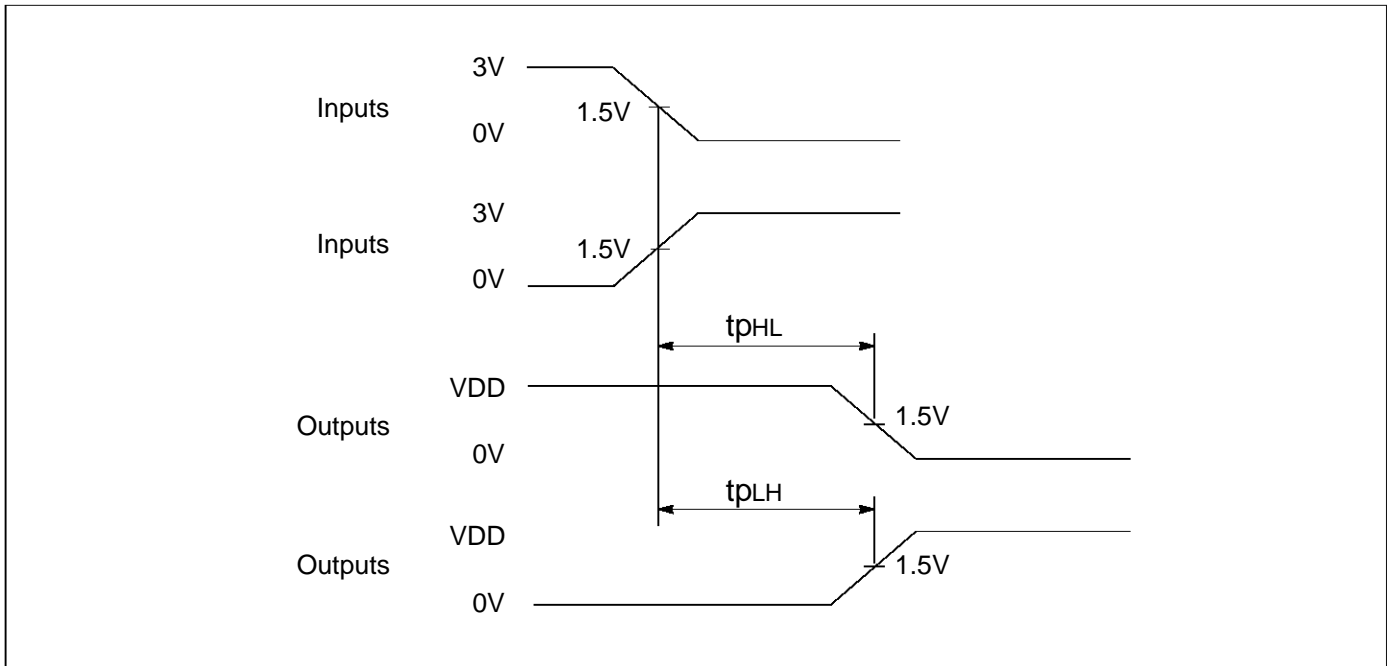 3V
Inputs
1.5V
0V
3V
Inputs
1.5V
0V
tpHL
VDD
Outputs
1.5V
0V
tpLH
VDD
Outputs
1.5V
0V